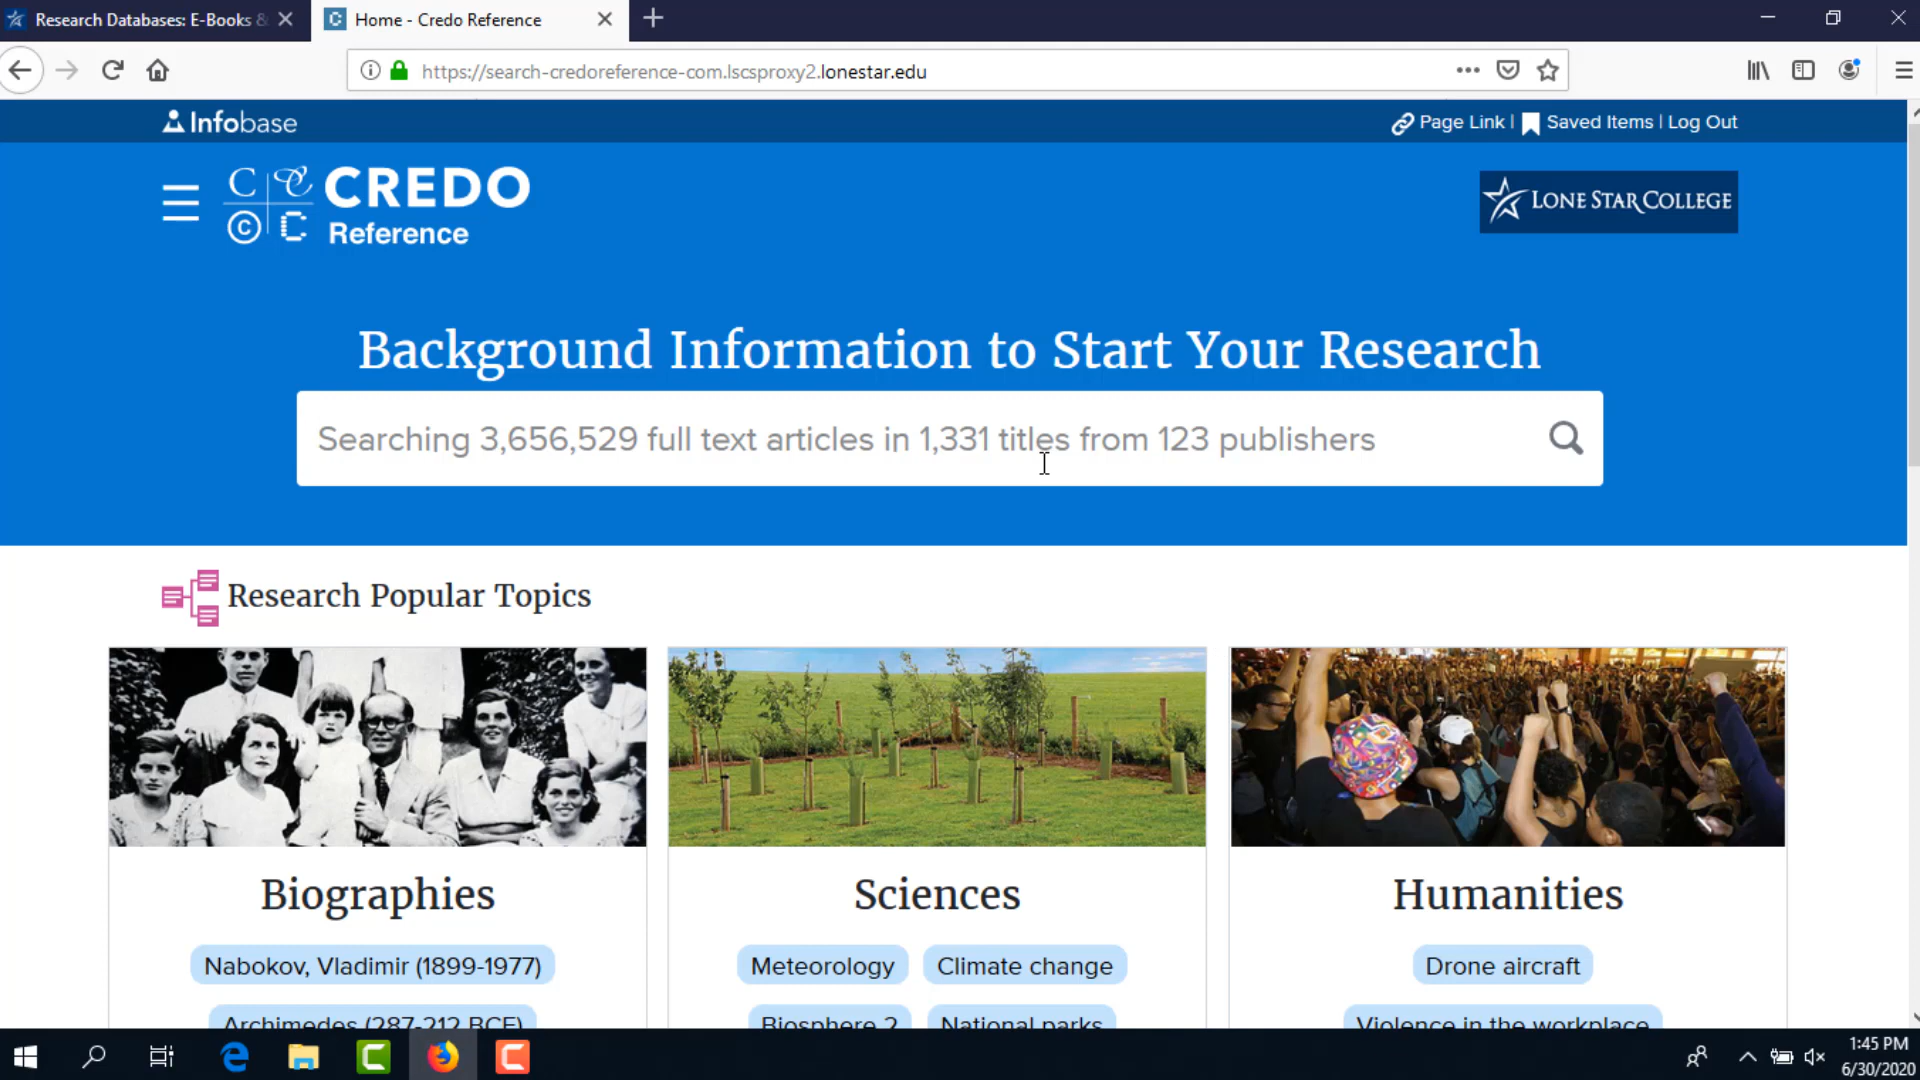 Research Databases: E-Books &
Home - Credo Reference
https://search-credoreference-com.lscsproxy2.lonestar.edu
Infobase
Page Link | Saved Items | Log Out
CREDO
Reference
LONE STAR COLLEGE
Background Information to Start Your Research
Searching 3,656,529 full text articles in 1,331 titles from 123 publishers
Research Popular Topics
Biographies
Sciences
Humanities
Nabokov, Vladimir (1899-1977)
Meteorology
Climate change
Drone aircraft
Archimedes (287-212 BCE)
Biosphere 2
National parks
Violence in the workplace
1:45 PM
6/30/2020